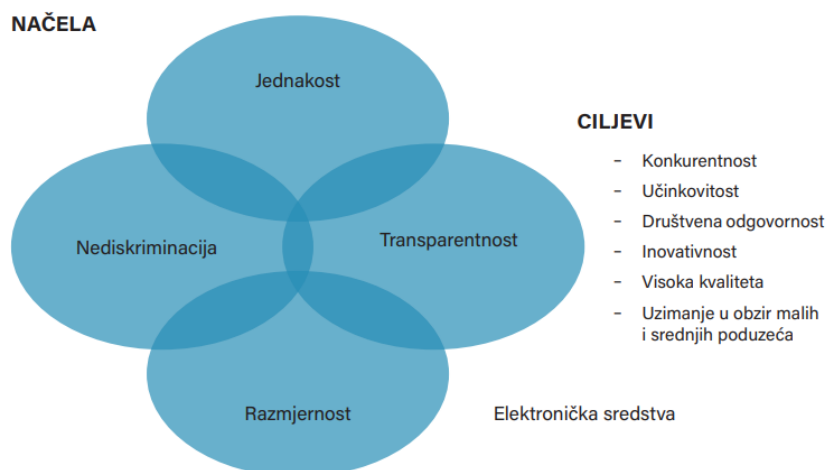 NAČELA
Jednakost
Nediskriminacija
Transparentnost
Razmjernost
CILJEVI
– Konkurentnost
– Učinkovitost
– Društvena odgovornost
– Inovativnost
– Visoka kvaliteta
– Uzimanje u obzir malih
i srednjih poduzeća
Elektronička sredstva